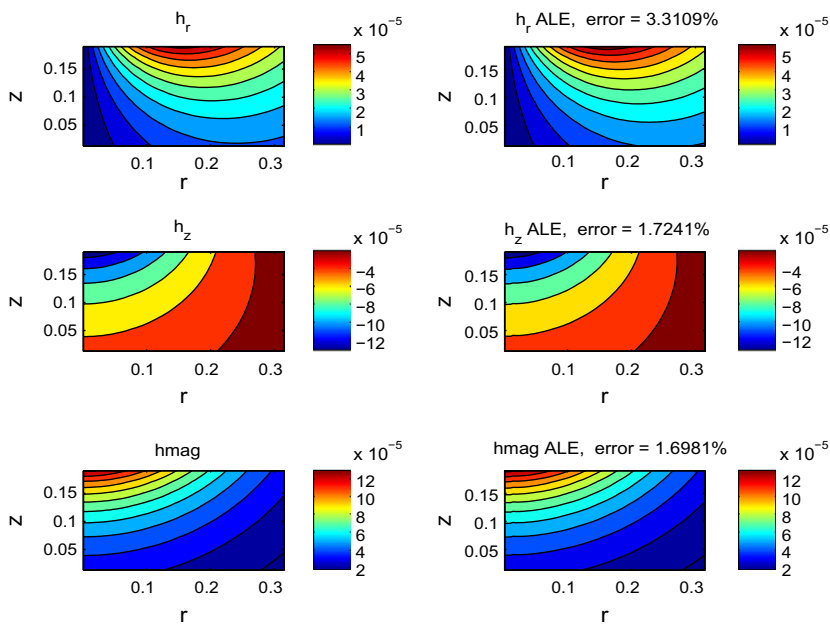 h_r
x 10^−5
z
0.15
0.1
0.05
0.1 0.2 0.3
r
5
4
3
2
1
h_r ALE, error = 3.3109%
x 10^−5
z
0.15
0.1
0.05
0.1 0.2 0.3
r
5
4
3
2
1
h_z
x 10^−5
z
0.15
0.1
0.05
0.1 0.2 0.3
r
−4
−6
−8
−10
−12
h_z ALE, error = 1.7241%
x 10^−5
z
0.15
0.1
0.05
0.1 0.2 0.3
r
−4
−6
−8
−10
−12
hmag
x 10^−5
z
0.15
0.1
0.05
0.1 0.2 0.3
r
12
10
8
6
4
2
hmag ALE, error = 1.6981%
x 10^−5
z
0.15
0.1
0.05
0.1 0.2 0.3
r
12
10
8
6
4
2